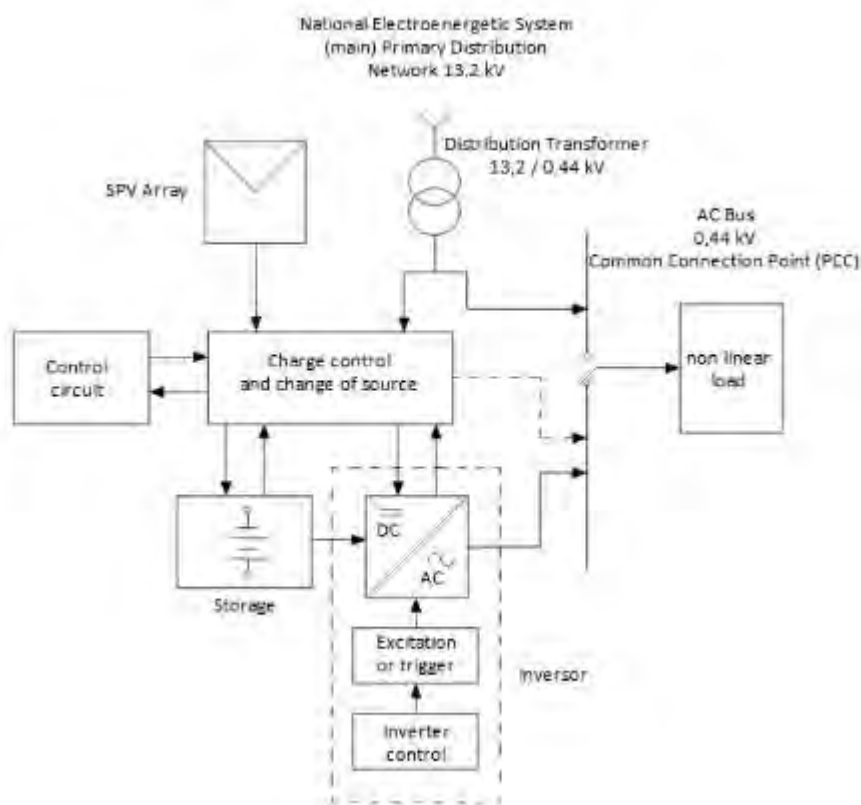 National Electroenergetic System
(main) Primary Distribution
Network 13,2 kV
Distribution Transformer
13,2 / 0,44 kV
SPV Array
AC Bus
0,44 kV
Common Connection Point (PCC)
Control
circuit
Charge control
and change of source
non linear
load
DC
AC
Storage
Excitation
or trigger
Inversor
Inverter
control